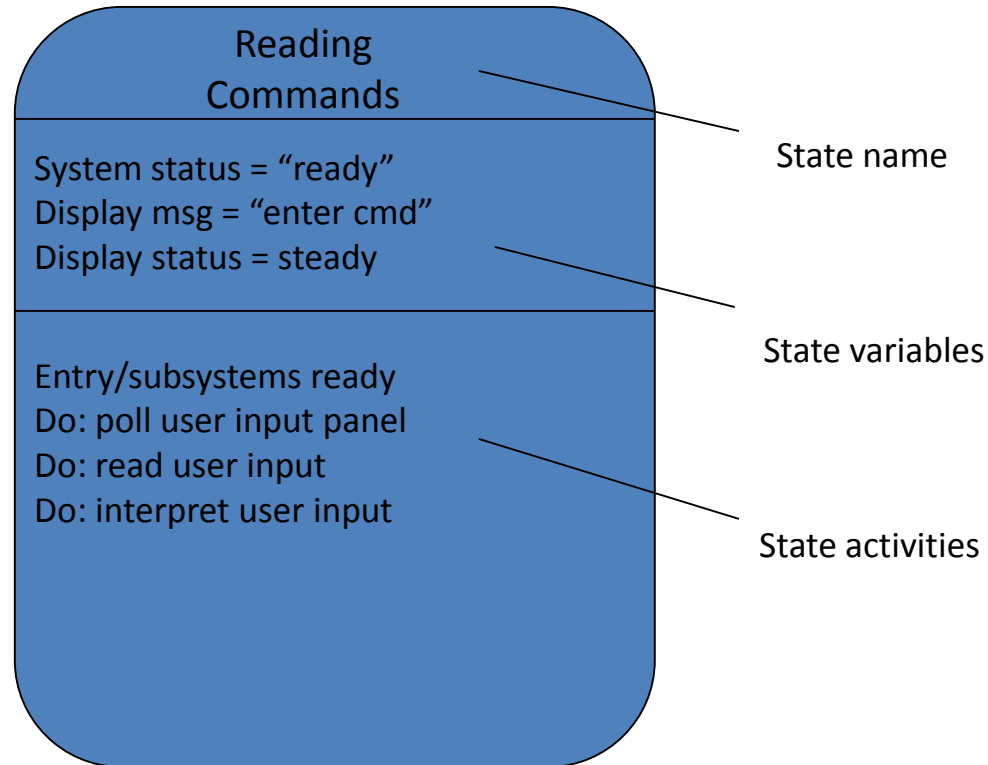 Reading
Commands
State name
System status = “ready”
Display msg = “enter cmd”
Display status = steady
State variables
Entry/subsystems ready
Do: poll user input panel
Do: read user input
Do: interpret user input
State activities